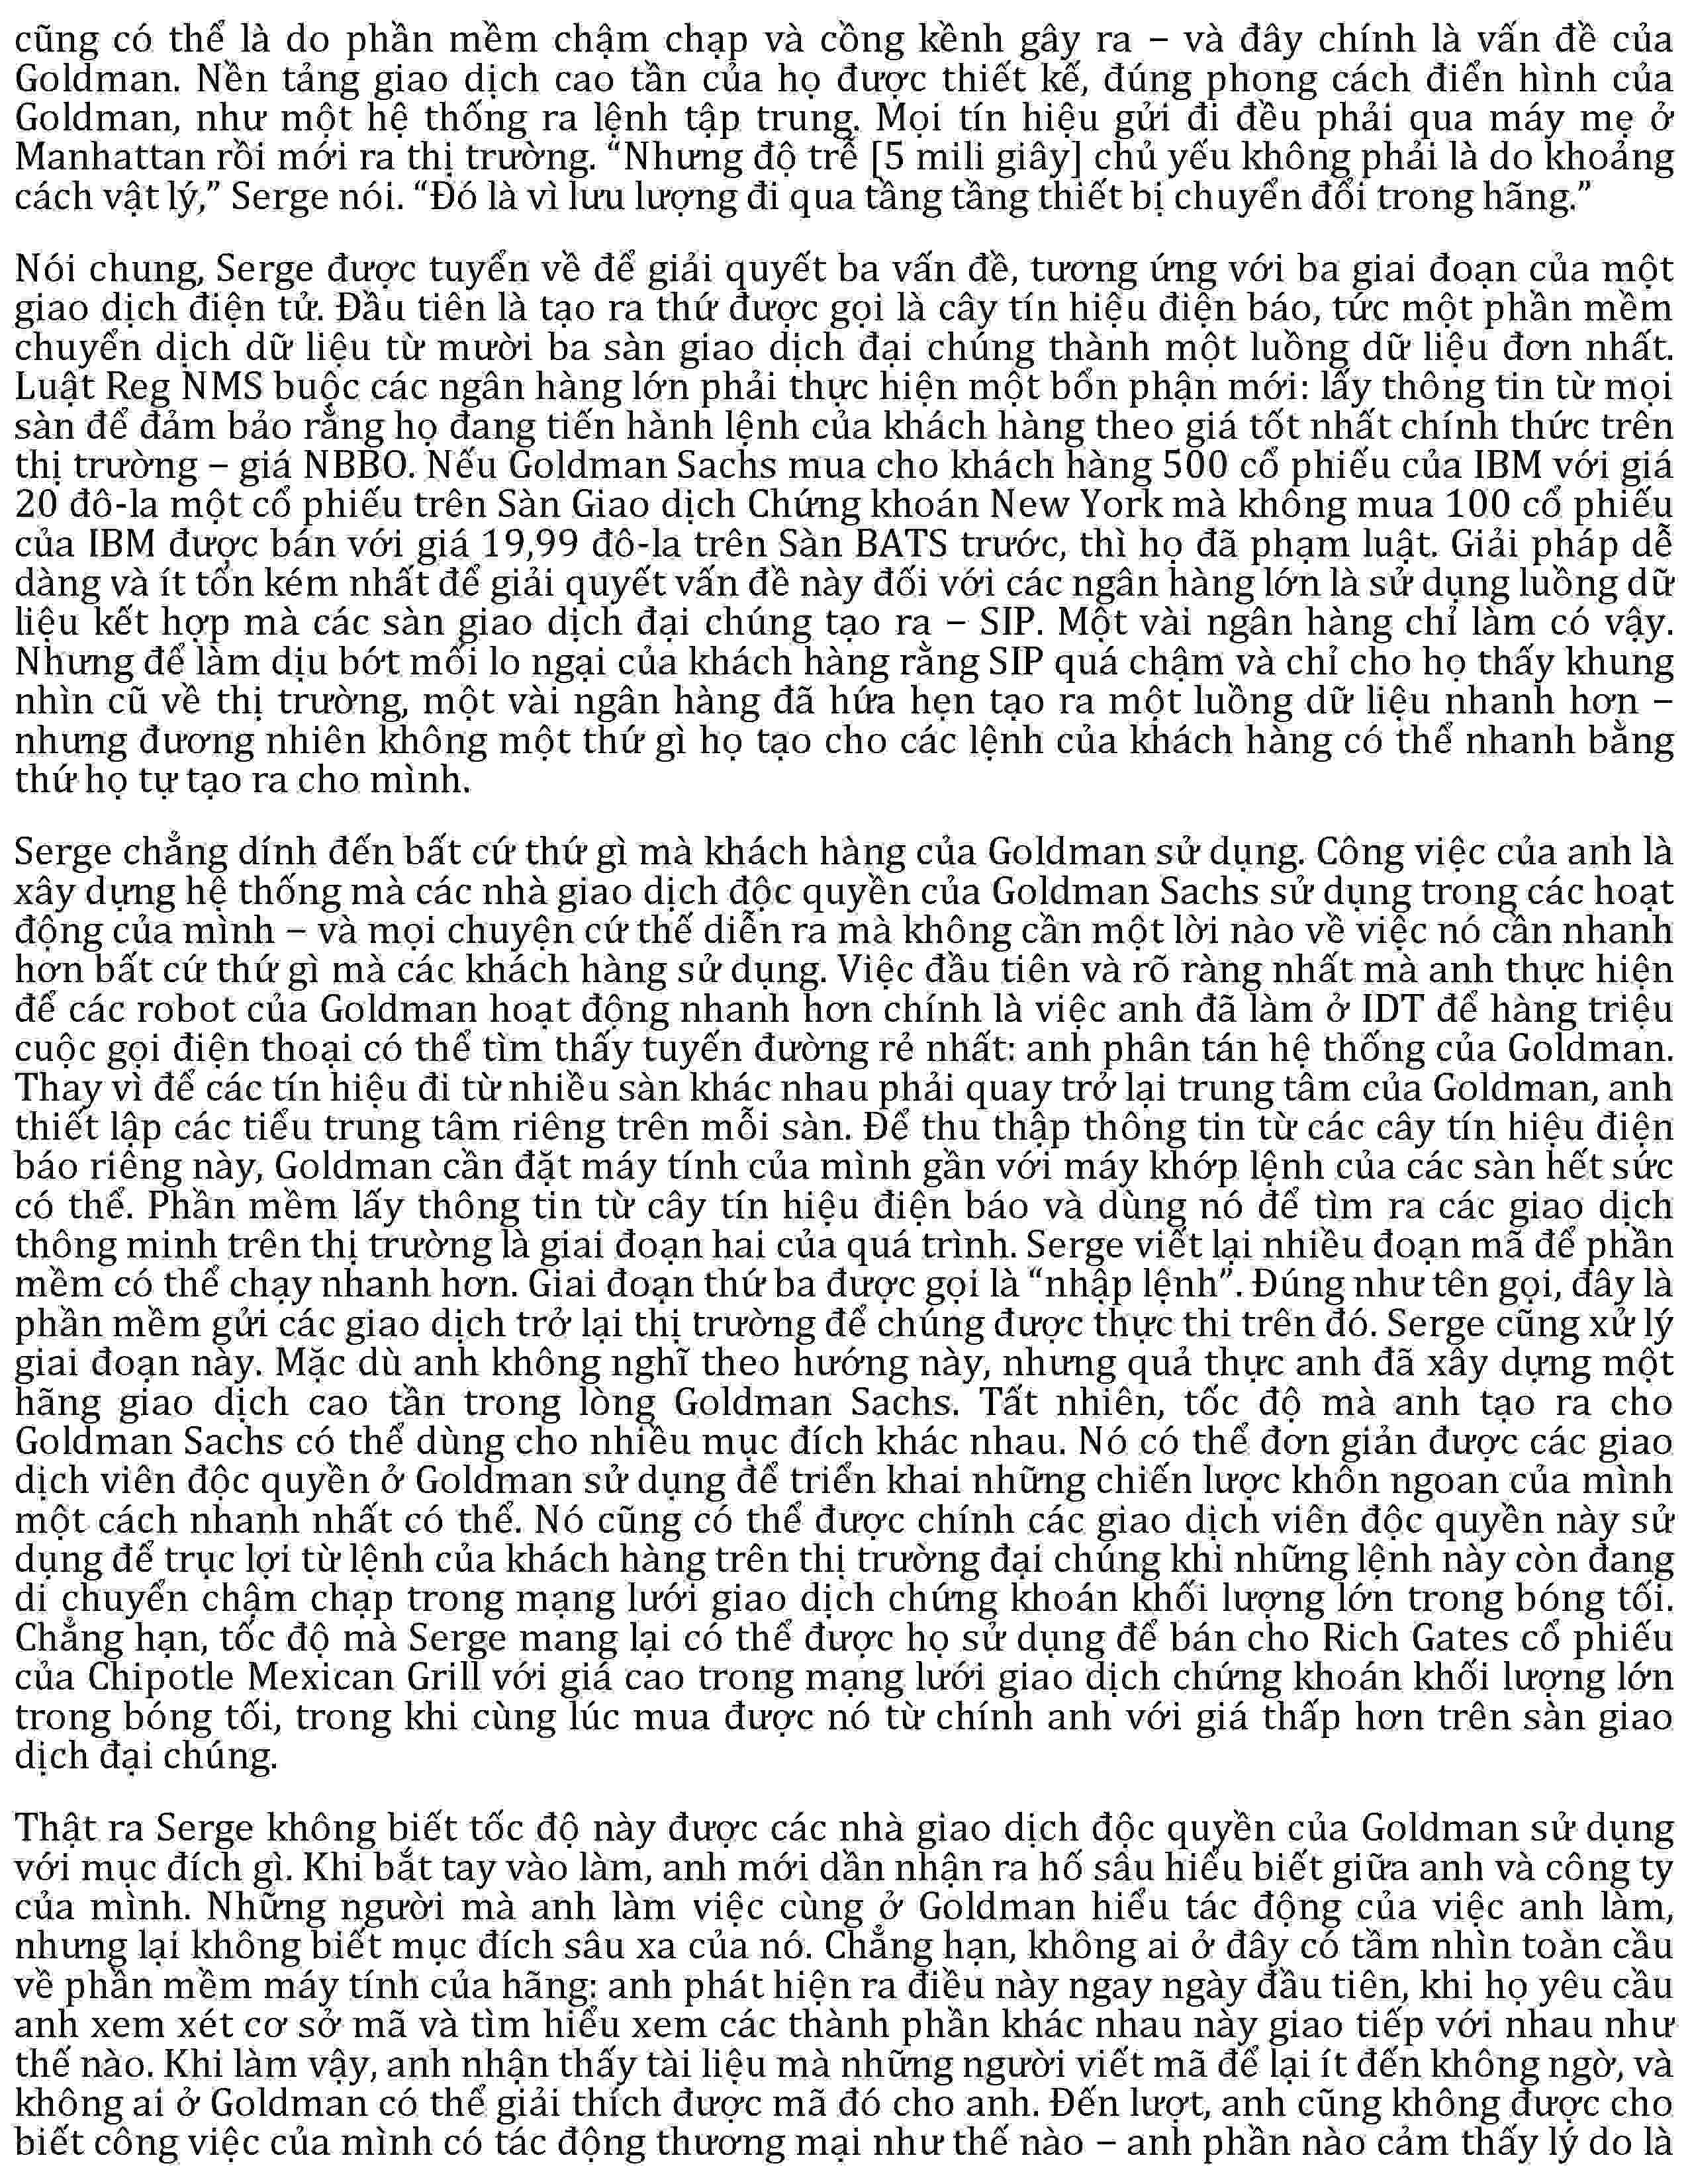 cũng có thể là do phần mềm chậm chạp và cồng kềnh gây ra – và đây chính là vấn đề của
Goldman. Nền tảng giao dịch cao tần của họ được thiết kế, đúng phong cách điển hình của
Goldman, như một hệ thống ra lệnh tập trung. Mọi tín hiệu gửi đi đều phải qua máy mẹ ở
Manhattan rồi mới ra thị trường. “Nhưng độ trễ [5 mili giây] chủ yếu không phải là do khoảng
cách vật lý,” Serge nói. “Đó là vì lưu lượng đi qua tầng tầng thiết bị chuyển đổi trong hãng.”

Nói chung, Serge được tuyển về để giải quyết ba vấn đề, tương ứng với ba giai đoạn của một
giao dịch điện tử. Đầu tiên là tạo ra thứ được gọi là cây tín hiệu điện báo, tức một phần mềm
chuyển dịch dữ liệu từ mười ba sàn giao dịch đại chúng thành một luồng dữ liệu đơn nhất.
Luật Reg NMS buộc các ngân hàng lớn phải thực hiện một bổn phận mới: lấy thông tin từ mọi
sàn để đảm bảo rằng họ đang tiến hành lệnh của khách hàng theo giá tốt nhất chính thức trên
thị trường – giá NBBO. Nếu Goldman Sachs mua cho khách hàng 500 cổ phiếu của IBM với giá
20 đô-la một cổ phiếu trên Sàn Giao dịch Chứng khoán New York mà không mua 100 cổ phiếu
của IBM được bán với giá 19,99 đô-la trên Sàn BATS trước, thì họ đã phạm luật. Giải pháp dễ
dàng và ít tổn kém nhất để giải quyết vấn đề này đối với các ngân hàng lớn là sử dụng luồng dữ
liệu kết hợp mà các sàn giao dịch đại chúng tạo ra – SIP. Một vài ngân hàng chỉ làm có vậy.
Nhưng để làm dịu bớt mối lo ngại của khách hàng rằng SIP quá chậm và chỉ cho họ thấy khung
nhìn cũ về thị trường, một vài ngân hàng đã hứa hẹn tạo ra một luồng dữ liệu nhanh hơn –
nhưng đương nhiên không một thứ gì họ tạo cho các lệnh của khách hàng có thể nhanh bằng
thứ họ tự tạo ra cho mình.

Serge chẳng dính đến bất cứ thứ gì mà khách hàng của Goldman sử dụng. Công việc của anh là
xây dựng hệ thống mà các nhà giao dịch độc quyền của Goldman Sachs sử dụng trong các hoạt
động của mình – và mọi chuyện cứ thế diễn ra mà không cần một lời nào về việc nó cần nhanh
hơn bất cứ thứ gì mà các khách hàng sử dụng. Việc đầu tiên và rõ ràng nhất mà anh thực hiện
để các robot của Goldman hoạt động nhanh hơn chính là việc anh đã làm ở IDT để hàng triệu
cuộc gọi điện thoại có thể tìm thấy tuyến đường rẻ nhất: anh phân tán hệ thống của Goldman.
Thay vì để các tín hiệu đi từ nhiều sàn khác nhau phải quay trở lại trung tâm của Goldman, anh
thiết lập các tiểu trung tâm riêng trên mỗi sàn. Để thu thập thông tin từ các cây tín hiệu điện
báo riêng này, Goldman cần đặt máy tính của mình gần với máy khớp lệnh của các sàn hết sức
có thể. Phần mềm lấy thông tin từ cây tín hiệu điện báo và dùng nó để tìm ra các giao dịch
thông minh trên thị trường là giai đoạn hai của quá trình. Serge viết lại nhiều đoạn mã để phần
mềm có thể chạy nhanh hơn. Giai đoạn thứ ba được gọi là “nhập lệnh”. Đúng như tên gọi, đây là
phần mềm gửi các giao dịch trở lại thị trường để chúng được thực thi trên đó. Serge cũng xử lý
giai đoạn này. Mặc dù anh không nghĩ theo hướng này, nhưng quả thực anh đã xây dựng một
hãng giao dịch cao tần trong lòng Goldman Sachs. Tất nhiên, tốc độ mà anh tạo ra cho
Goldman Sachs có thể dùng cho nhiều mục đích khác nhau. Nó có thể đơn giản được các giao
dịch viên độc quyền ở Goldman sử dụng để triển khai những chiến lược khôn ngoan của mình
một cách nhanh nhất có thể. Nó cũng có thể được chính các giao dịch viên độc quyền này sử
dụng để trục lợi từ lệnh của khách hàng trên thị trường đại chúng khi những lệnh này còn đang
di chuyển chậm chạp trong mạng lưới giao dịch chứng khoán khối lượng lớn trong bóng tối.
Chẳng hạn, tốc độ mà Serge mang lại có thể được họ sử dụng để bán cho Rich Gates cổ phiếu
của Chipotle Mexican Grill với giá cao trong mạng lưới giao dịch chứng khoán khối lượng lớn
trong bóng tối, trong khi cùng lúc mua được nó từ chính anh với giá thấp hơn trên sàn giao
dịch đại chúng.

Thật ra Serge không biết tốc độ này được các nhà giao dịch độc quyền của Goldman sử dụng
với mục đích gì. Khi bắt tay vào làm, anh mới dần nhận ra hố sâu hiểu biết giữa anh và công ty
của mình. Những người mà anh làm việc cùng ở Goldman hiểu tác động của việc anh làm,
nhưng lại không biết mục đích sâu xa của nó. Chẳng hạn, không ai ở đây có tầm nhìn toàn cầu
về phần mềm máy tính của hãng: anh phát hiện ra điều này ngay ngày đầu tiên, khi họ yêu cầu
anh xem xét cơ sở mã và tìm hiểu xem các thành phần khác nhau này giao tiếp với nhau như
thế nào. Khi làm vậy, anh nhận thấy tài liệu mà những người viết mã để lại ít đến không ngờ, và
không ai ở Goldman có thể giải thích được mã đó cho anh. Đến lượt, anh cũng không được cho
biết công việc của mình có tác động thương mại như thế nào – anh phần nào cảm thấy lý do là